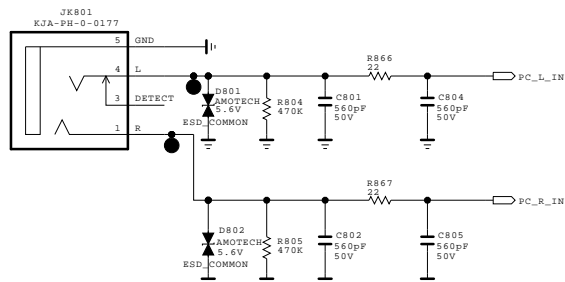 JK801
KJA-PH-0-0177
5 GND
4 L
3 DETECT
1 R
D801
AMOTECH
5.6V
ESD_COMMON
R804
470K
C801
560pF
50V
R866
22
C804
560pF
50V
PC_L_IN
D802
AMOTECH
5.6V
ESD_COMMON
R805
470K
C802
560pF
50V
R867
22
C805
560pF
50V
PC_R_IN